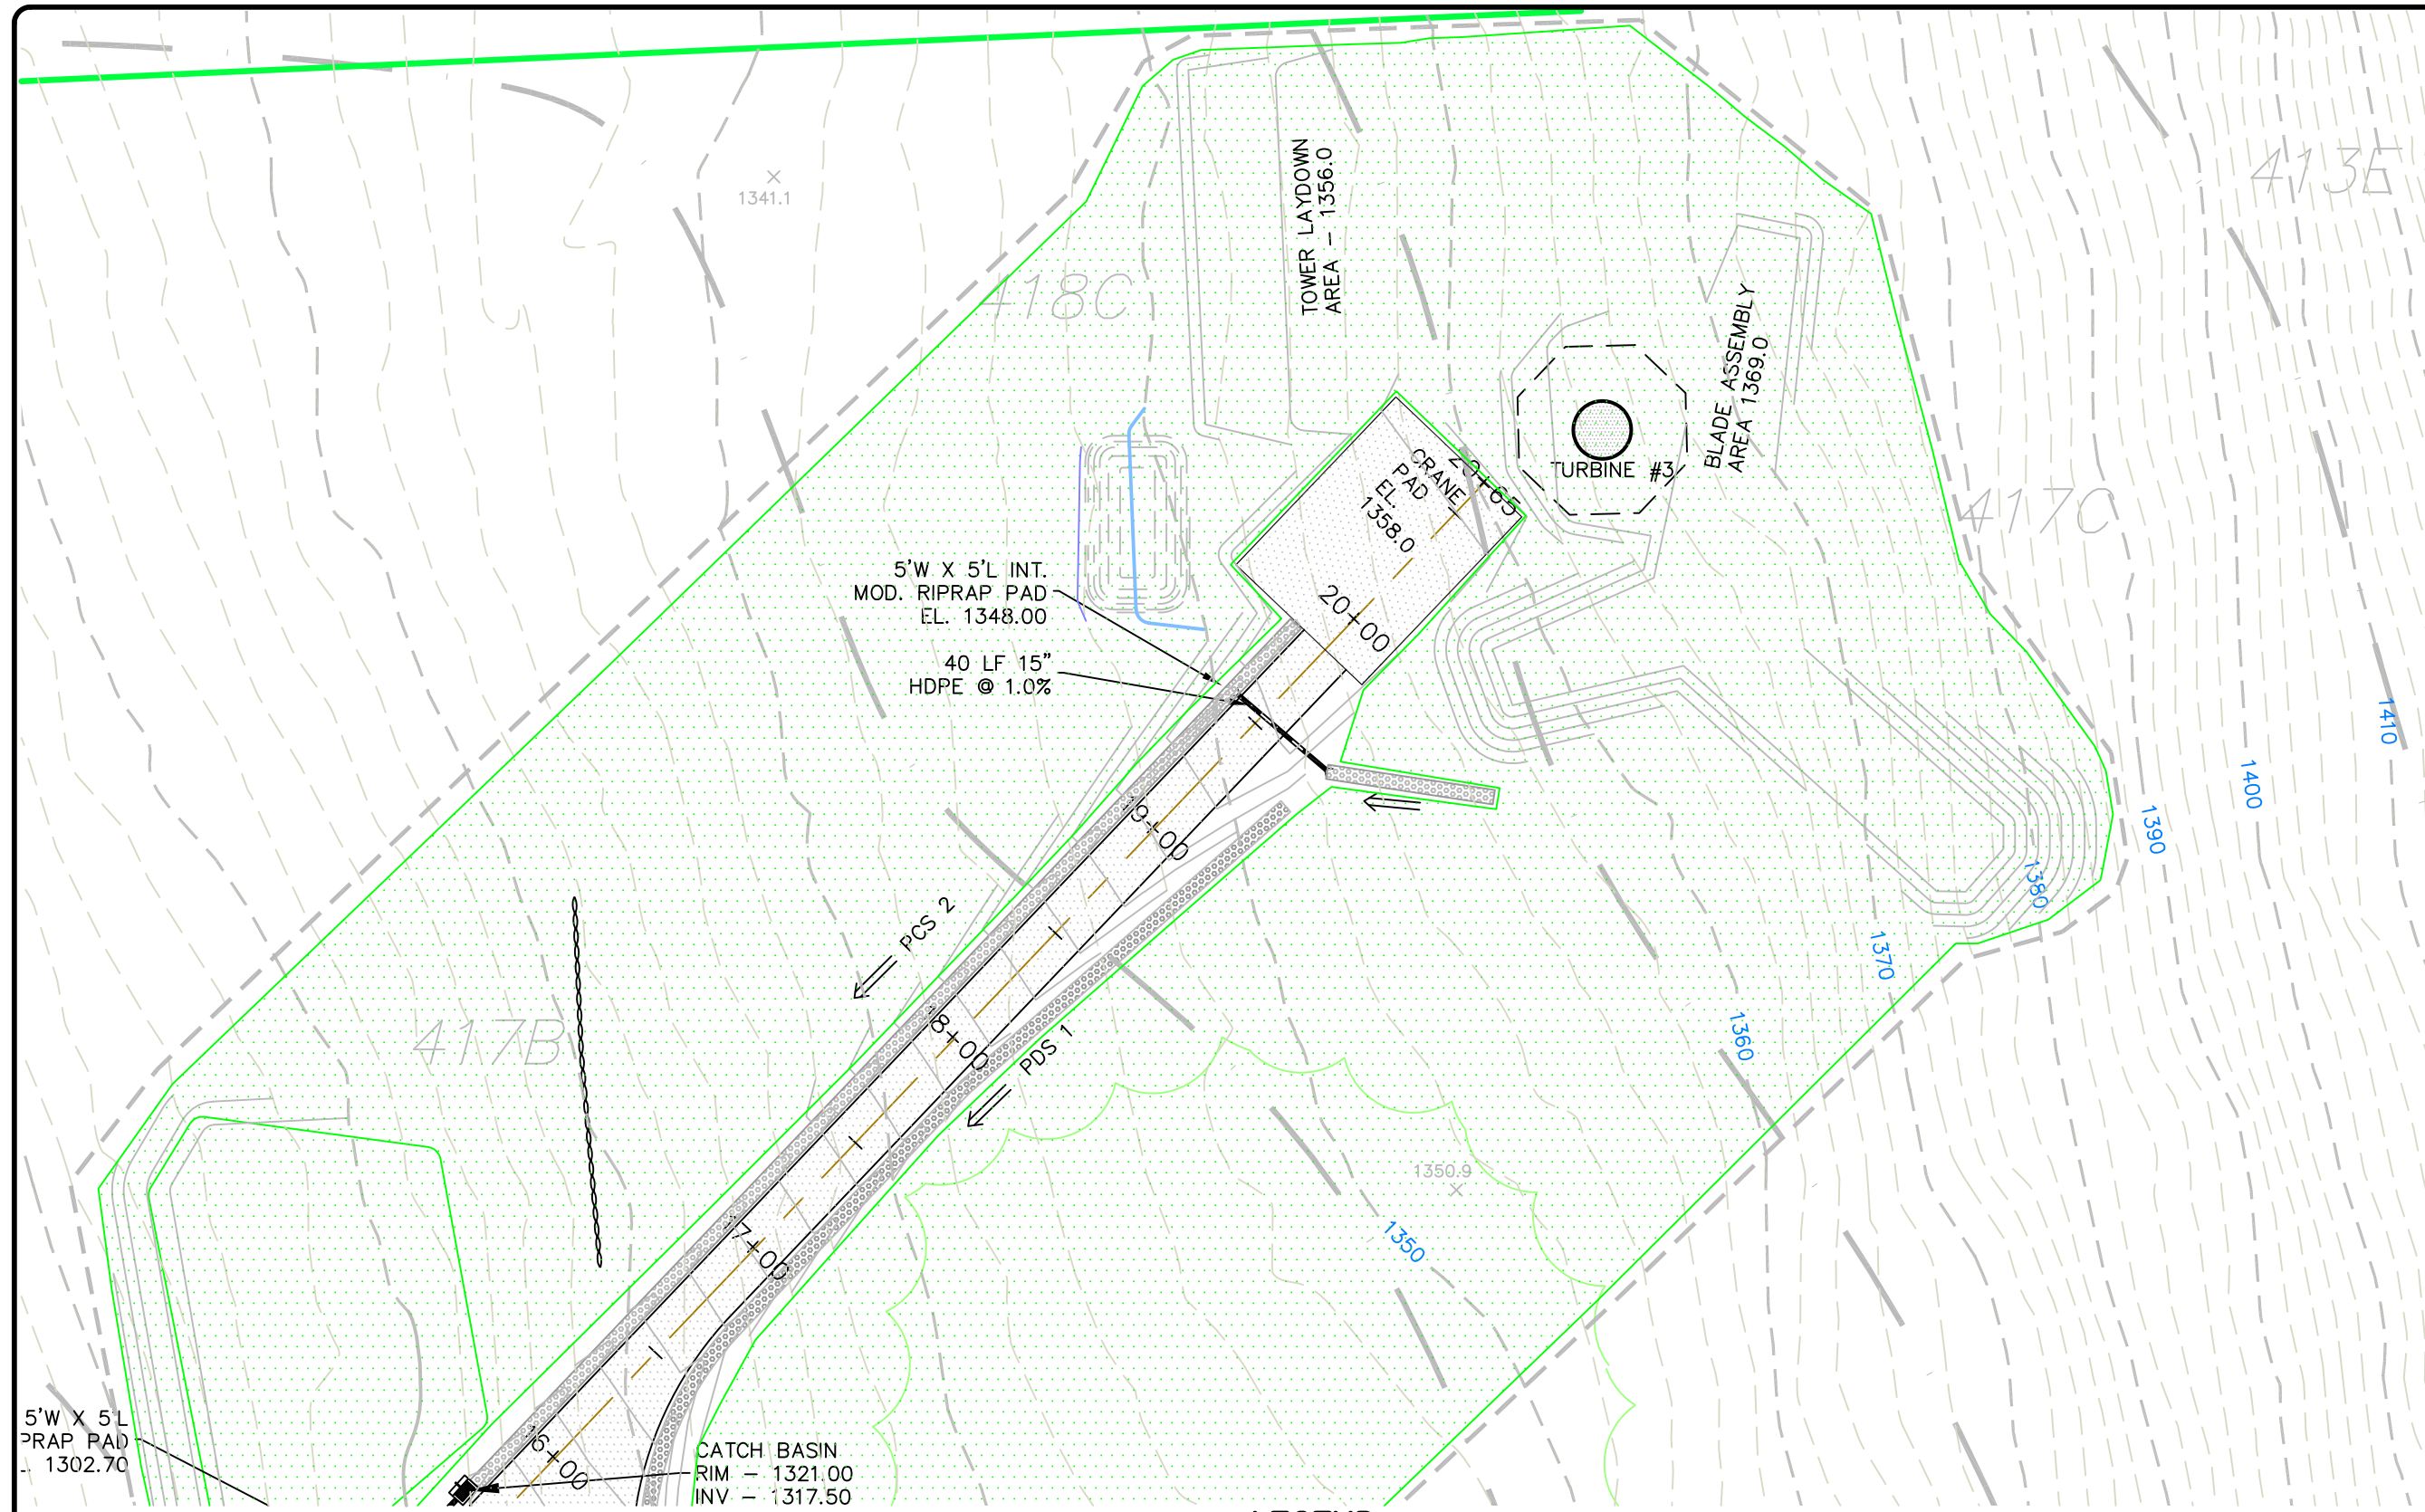 413E
1341.1
TOWER LAYDOWN
AREA - 1356.0
418C
BLADE ASSEMBLY
AREA 1369.0
TURBINE #3
20+65
CRANE
PAD
EL.
1358.0
417C
5'W X 5'L INT.
MOD. RIPRAP PAD
EL. 1348.00
20+00
40 LF 15"
HDPE @ 1.0%
1410
1400
1390
1380
1370
1360
1350
19+00
PCS 2
18+00
PDS 1
417B
1350.9
17+00
5'W X 5'L
PRAP PAD
1302.70
16+00
CATCH BASIN
RIM - 1321.00
INV - 1317.50